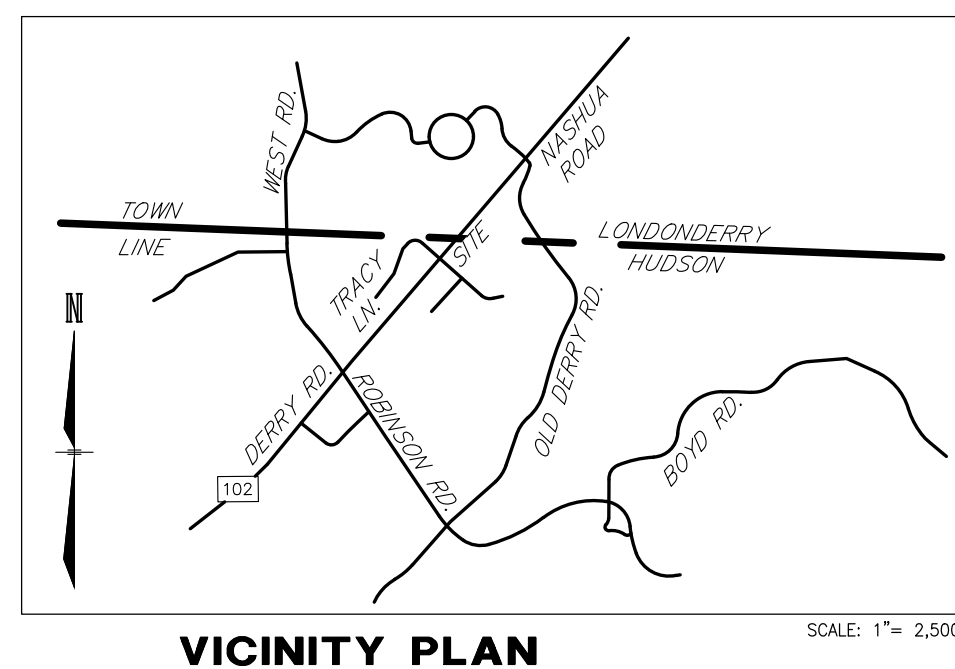 WEST RD.
NASHUA
ROAD
TOWN
LINE
LONDONDERRY
HUDSON
SITE
TRACY
LN.
N
DERRY RD.
ROBINSON RD.
OLD DERRY RD.
BOYD RD.
102
VICINITY PLAN
SCALE: 1"= 2,500